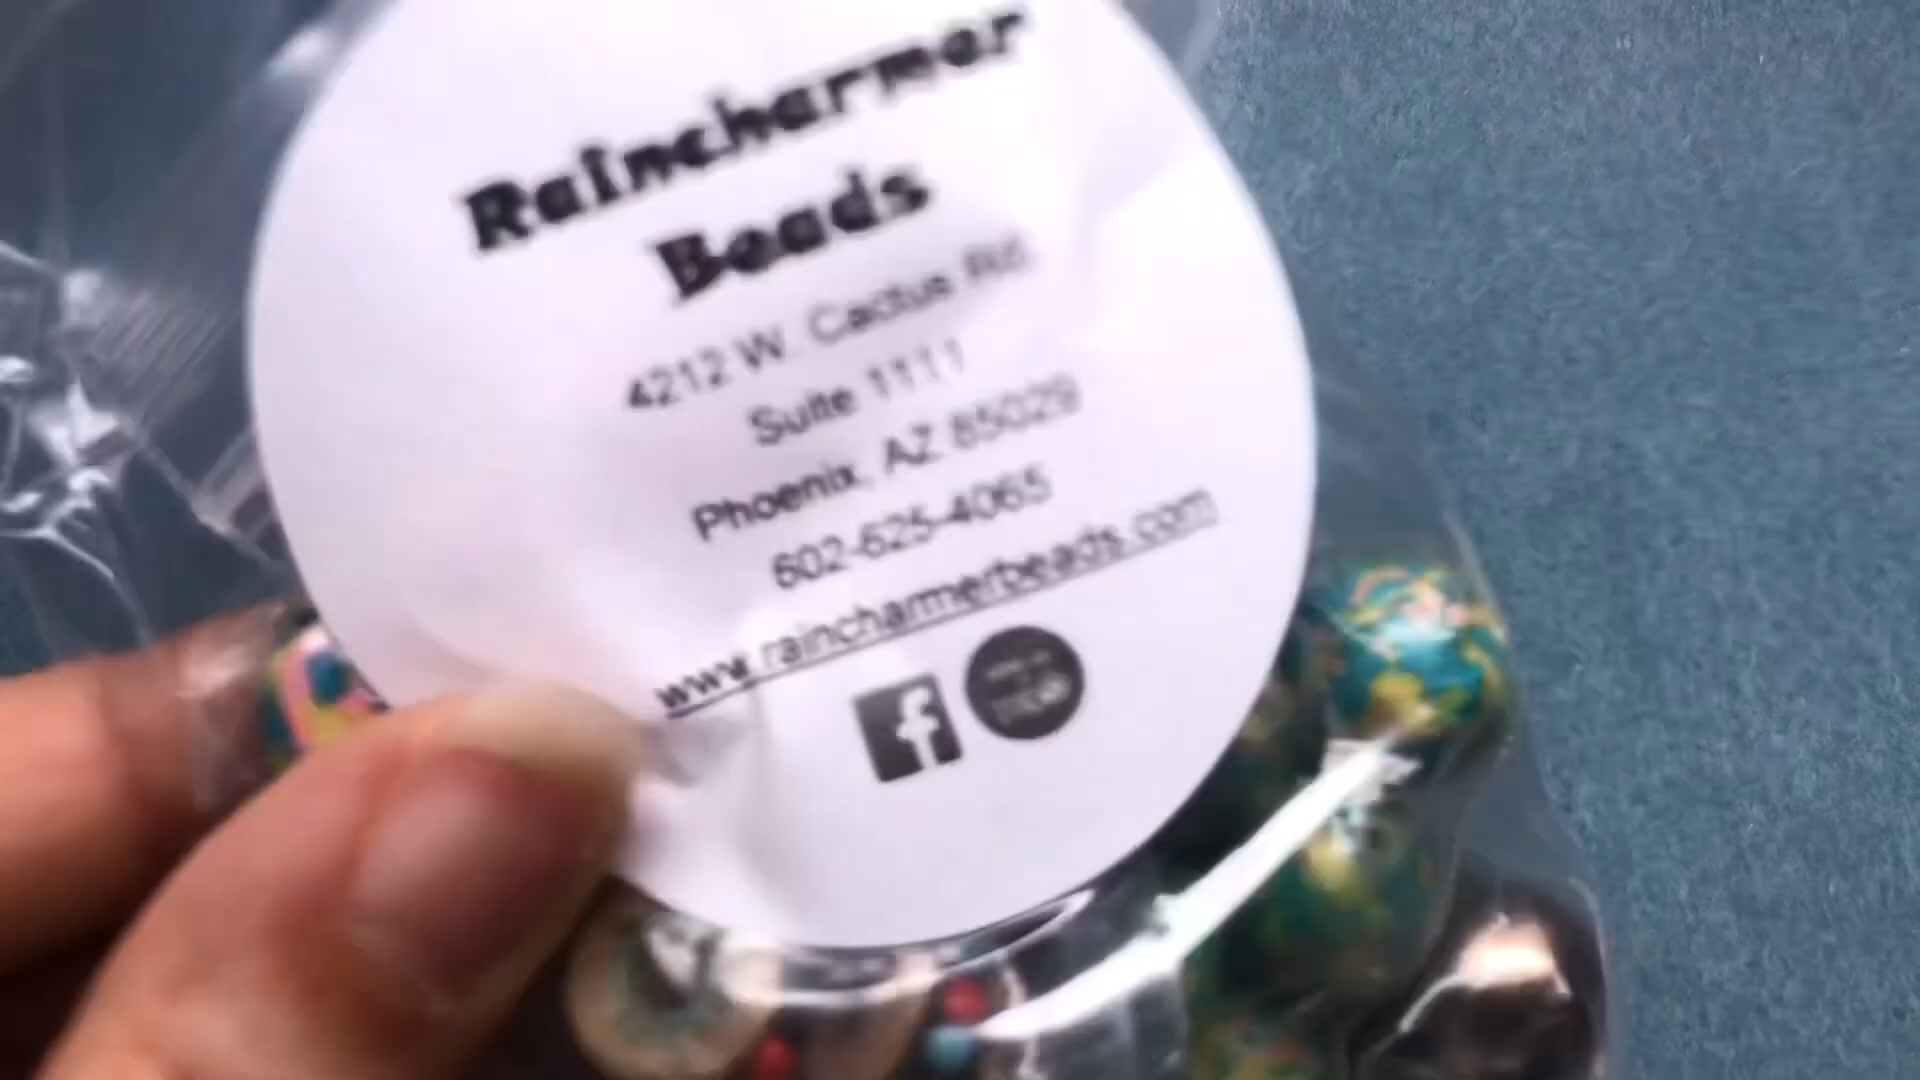 Raincharmer
Beads
4212 W. Cactus Rd.
Suite 1111
Phoenix, AZ 85029
602-625-4065
www.raincharmerbeads.com
f